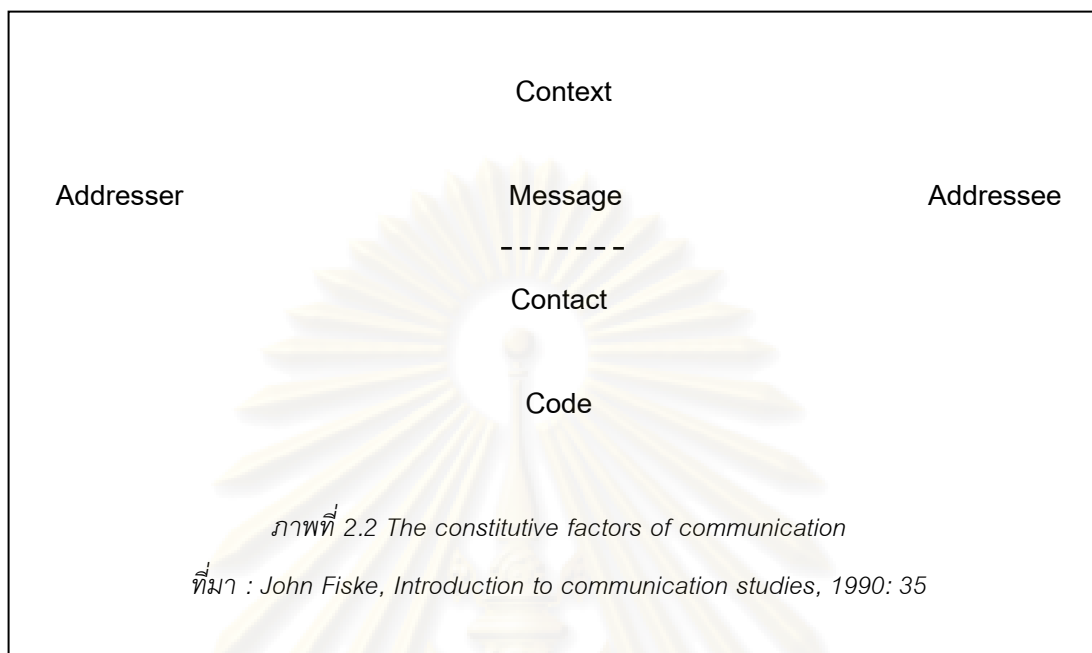 Context
Addresser Message Addressee
-------
Contact
Code
ภาพที่ 2.2 The constitutive factors of communication
ที่มา : John Fiske, Introduction to communication studies, 1990: 35